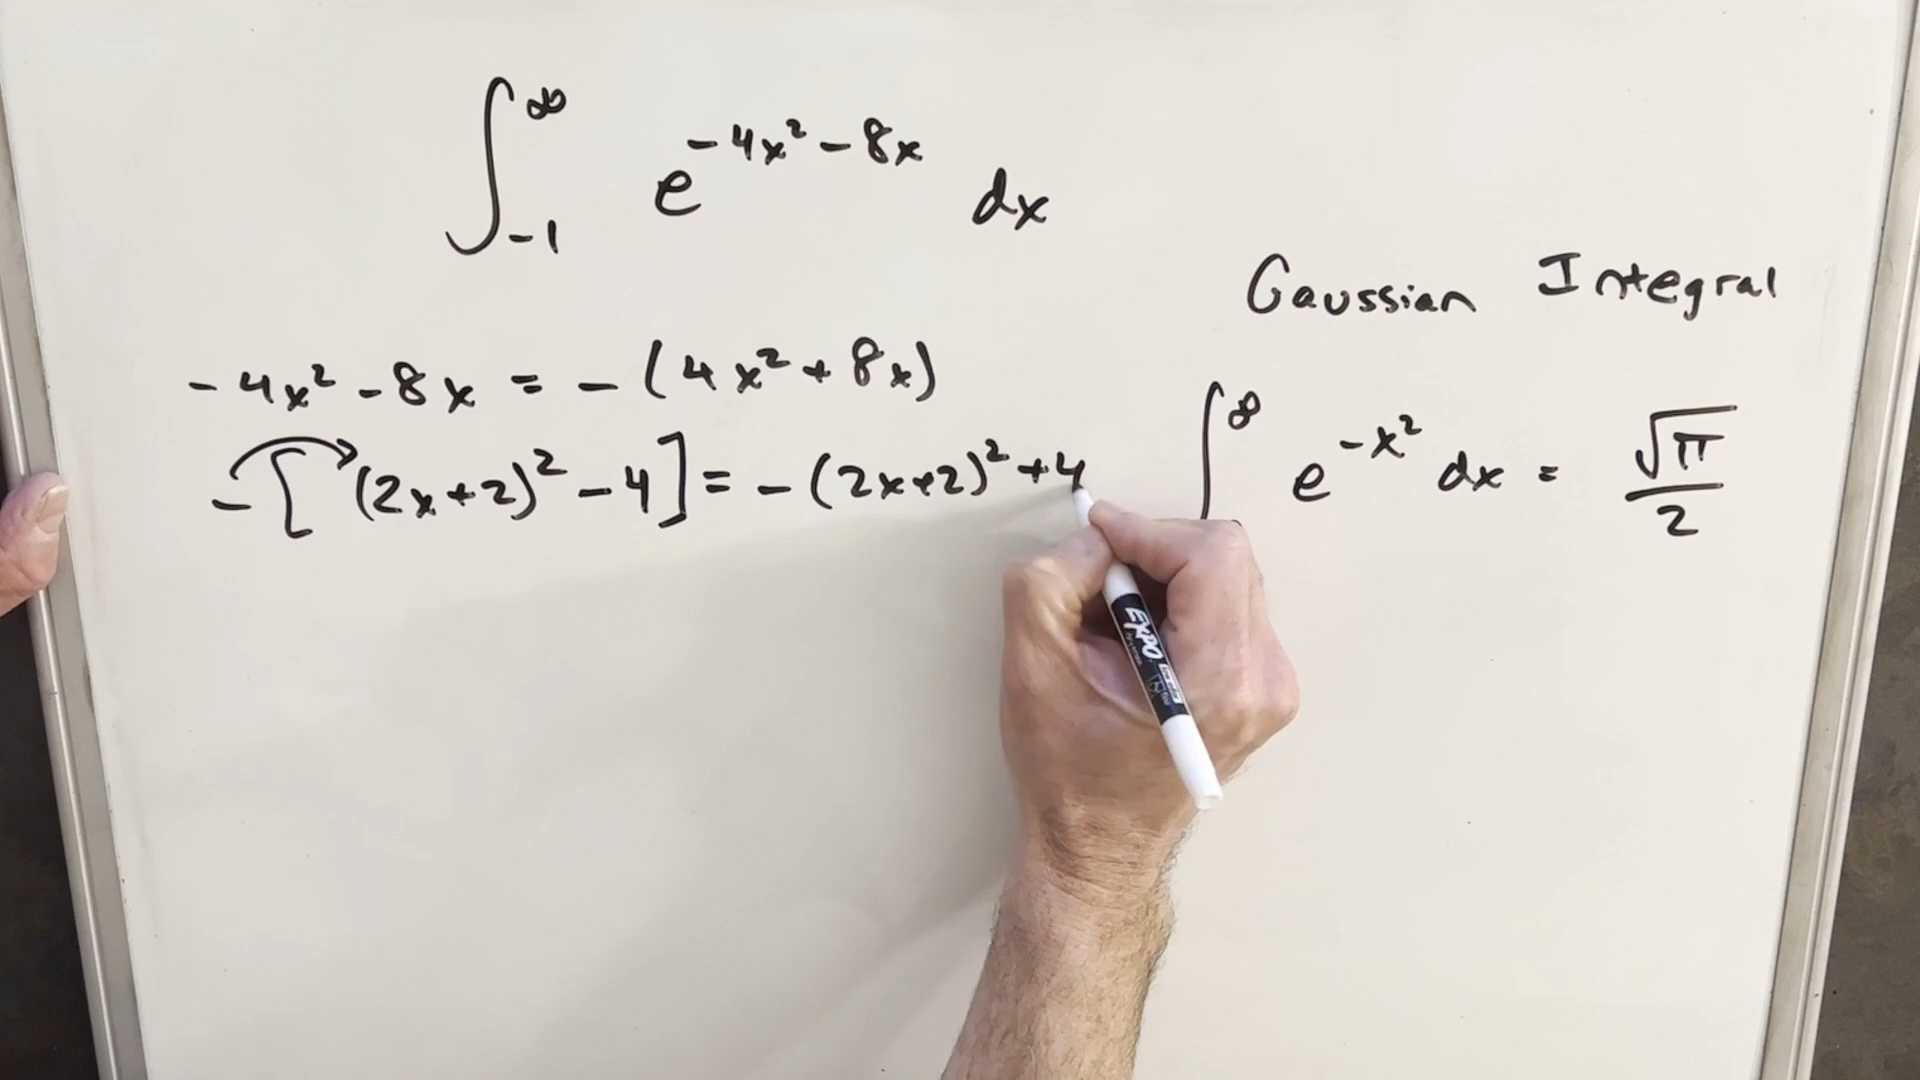 ∫_{-1}^{∞} e^{-4x² - 8x} dx
Gaussian Integral
-4x² - 8x = -(4x² + 8x)
-[(2x+2)² - 4] = -(2x+2)² + 4
∫^{∞} e^{-x²} dx = √π / 2
EXPO